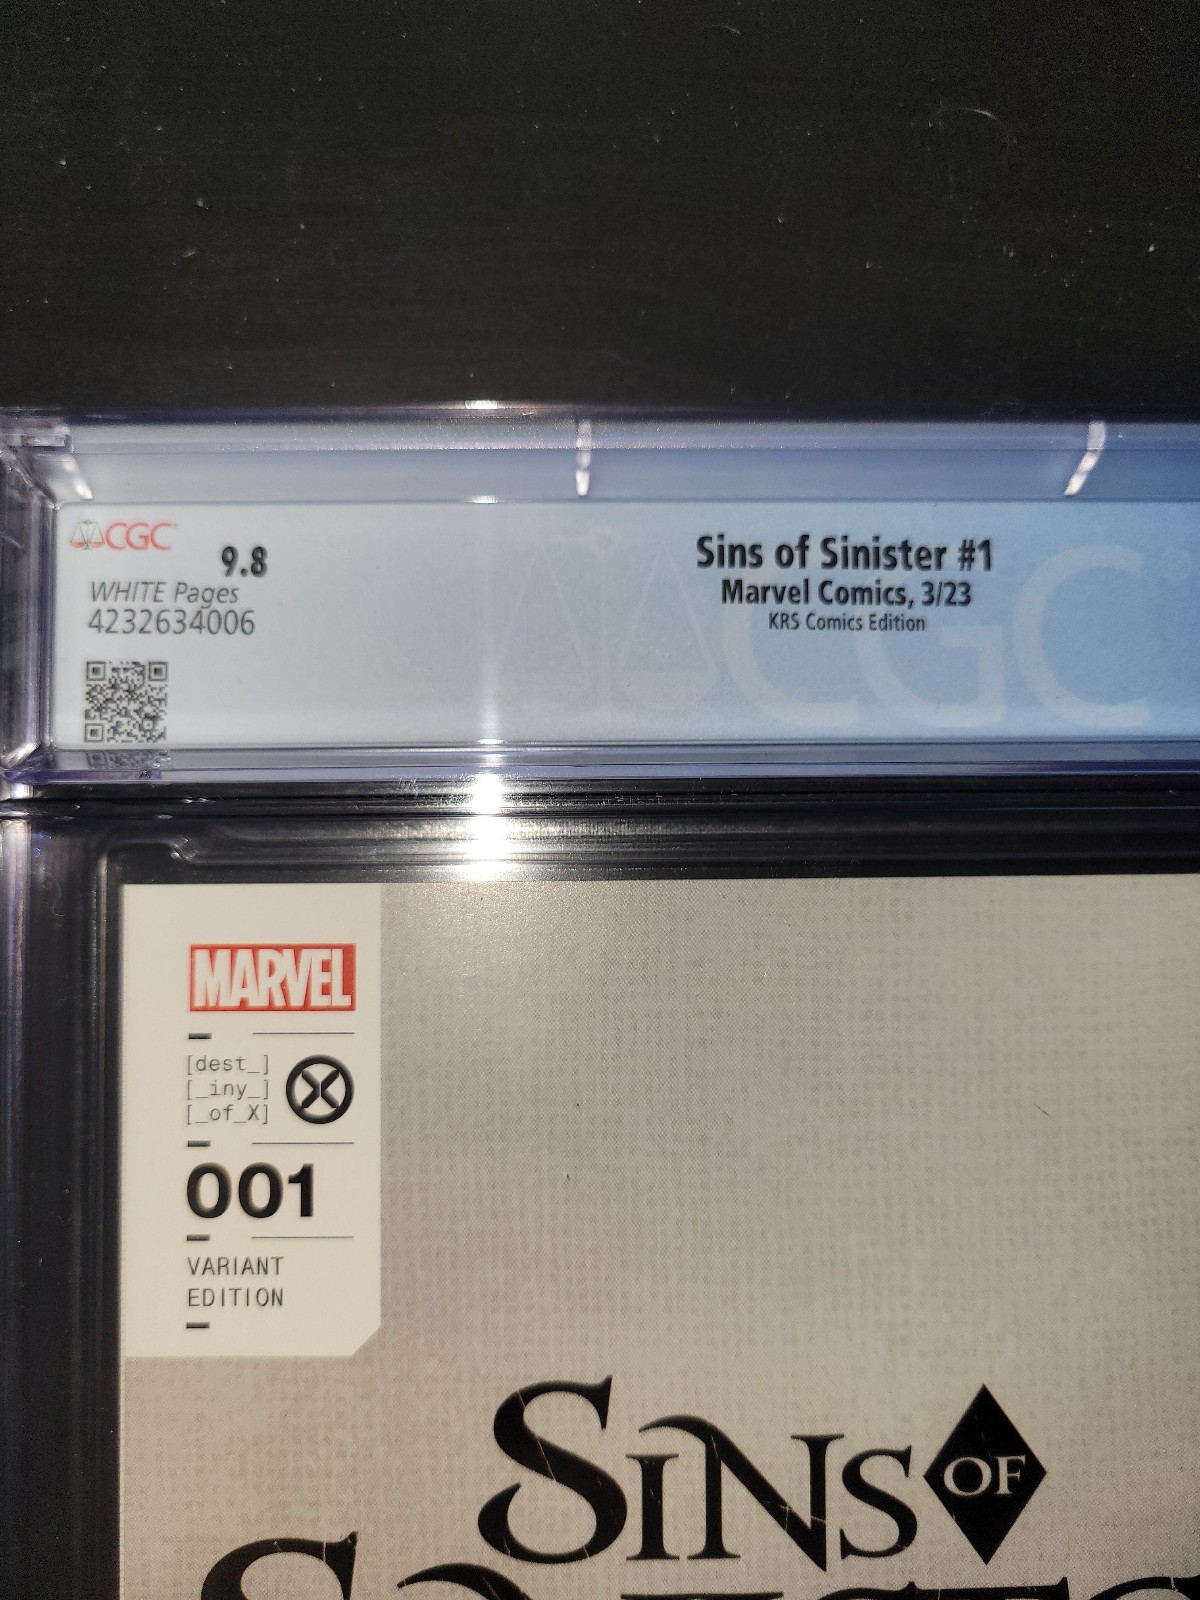 CGC
9.8
WHITE Pages
4232634006
Sins of Sinister #1
Marvel Comics, 3/23
KRS Comics Edition
CGC
MARVEL
[dest_]
[_iny_]
[_of_X]
001
VARIANT
EDITION
SINS OF